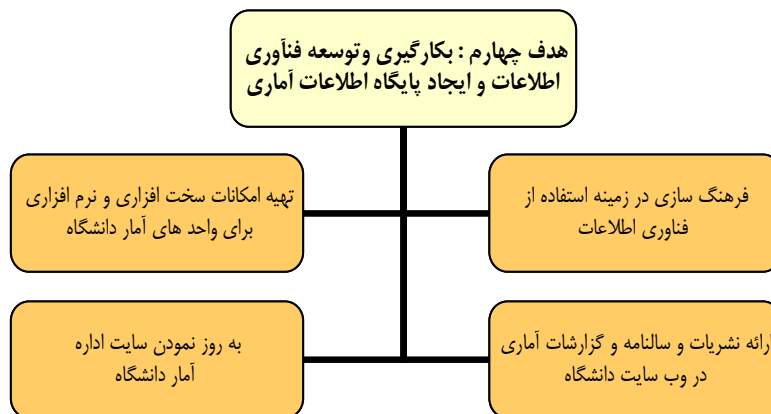 هدف چهارم : بکارگیری وتوسعه فنآوری
اطلاعات و ایجاد پایگاه اطلاعات آماری
فرهنگ سازی در زمینه استفاده از
فناوری اطلاعات
تهیه امکانات سخت افزاری و نرم افزاری
برای واحد های آمار دانشگاه
ارائه نشریات و سالنامه و گزارشات آماری
در وب سایت دانشگاه
به روز نمودن سایت اداره
آمار دانشگاه